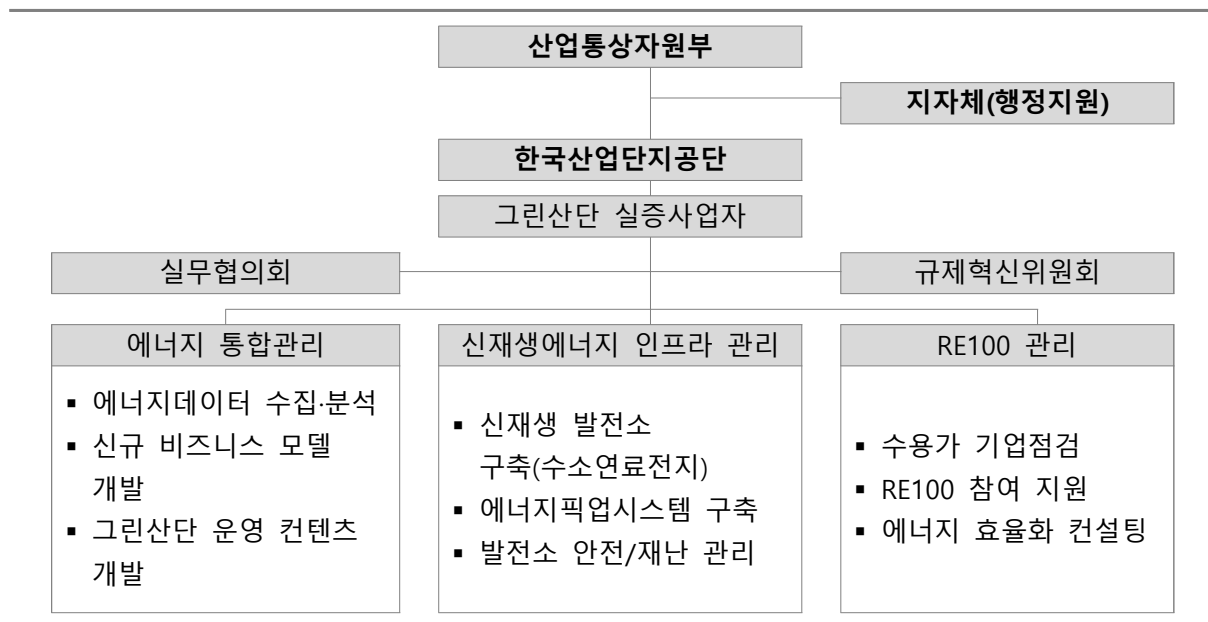 산업통상자원부
지자체(행정지원)
한국산업단지공단
그린산단 실증사업자
실무협의회
규제혁신위원회
에너지 통합관리
▪ 에너지데이터 수집·분석
▪ 신규 비즈니스 모델
개발
▪ 그린산단 운영 컨텐츠
개발
신재생에너지 인프라 관리
▪ 신재생 발전소
구축(수소연료전지)
▪ 에너지픽업시스템 구축
▪ 발전소 안전/재난 관리
RE100 관리
▪ 수용가 기업점검
▪ RE100 참여 지원
▪ 에너지 효율화 컨설팅